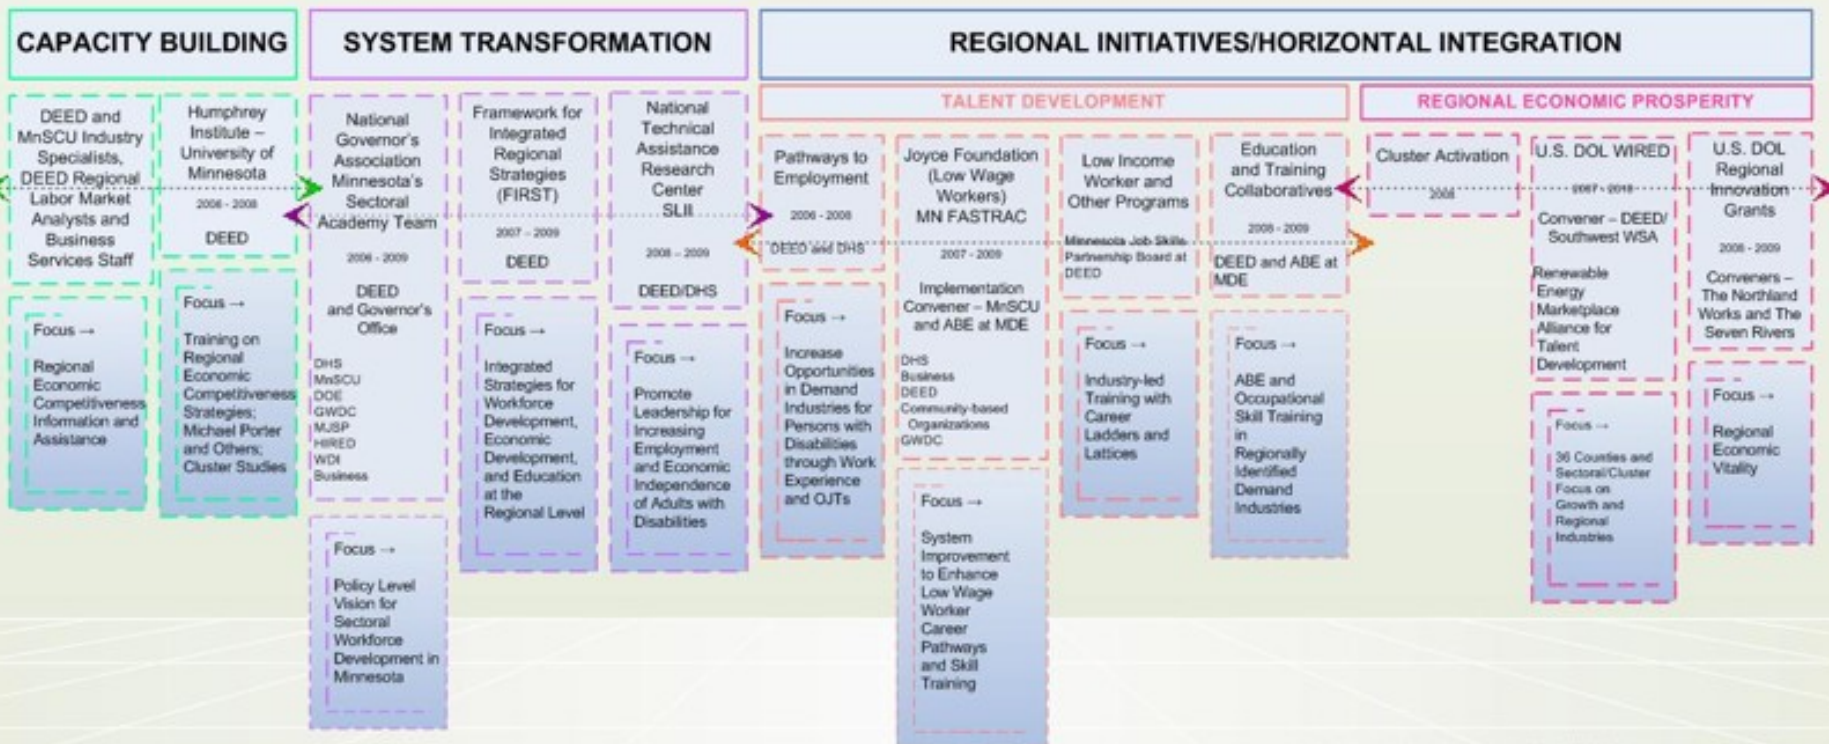 CAPACITY BUILDING
DEED and
MnSCU Industry
Specialists,
DEED Regional
Labor Market
Analysts and
Business
Services Staff
Focus →
Regional
Economic
Competitiveness
Information and
Assistance
Humphrey
Institute –
University of
Minnesota
2006 - 2008
DEED
Focus →
Training on
Regional
Economic
Competitiveness
Strategies;
Michael Porter
and Others;
Cluster Studies
SYSTEM TRANSFORMATION
National
Governor's
Association
Minnesota's
Sectoral
Academy Team
2006 - 2009
DEED
and Governor's
Office
DHS
MnSCU
DOE
GWDC
MJSP
HIRED
WDI
Business
Focus →
Policy Level
Vision for
Sectoral
Workforce
Development in
Minnesota
Framework for
Integrated
Regional
Strategies
(FIRST)
2007 – 2009
DEED
Focus →
Integrated
Strategies for
Workforce
Development,
Economic
Development,
and Education
at the
Regional Level
National
Technical
Assistance
Research
Center
SLII
2008 – 2009
DEED/DHS
Focus →
Promote
Leadership for
Increasing
Employment
and Economic
Independence
of Adults with
Disabilities
REGIONAL INITIATIVES/HORIZONTAL INTEGRATION
TALENT DEVELOPMENT
Pathways to
Employment
2006 - 2008
DEED and DHS
Focus →
Increase
Opportunities
in Demand
Industries for
Persons with
Disabilities
through Work
Experience
and OJTs
Joyce Foundation
(Low Wage
Workers)
MN FASTRAC
2007 - 2009
Implementation
Convener – MnSCU
and ABE at MDE
DHS
Business
DEED
Community-based
Organizations
GWDC
Focus →
System
Improvement
to Enhance
Low Wage
Worker
Career
Pathways
and Skill
Training
Low Income
Worker and
Other Programs
Minnesota Job Skills
Partnership Board at
DEED
Focus →
Industry-led
Training with
Career
Ladders and
Lattices
Education
and Training
Collaboratives
2008 - 2009
DEED and ABE at
MDE
Focus →
ABE and
Occupational
Skill Training
in
Regionally
Identified
Demand
Industries
REGIONAL ECONOMIC PROSPERITY
Cluster Activation
2008
U.S. DOL WIRED
2007 - 2010
Convener – DEED/
Southwest WSA
Renewable
Energy
Marketplace
Alliance for
Talent
Development
Focus →
36 Counties and
Sectoral/Cluster
Focus on
Growth and
Regional
Industries
U.S. DOL
Regional
Innovation
Grants
2008 - 2009
Conveners –
The Northland
Works and The
Seven Rivers
Focus →
Regional
Economic
Vitality